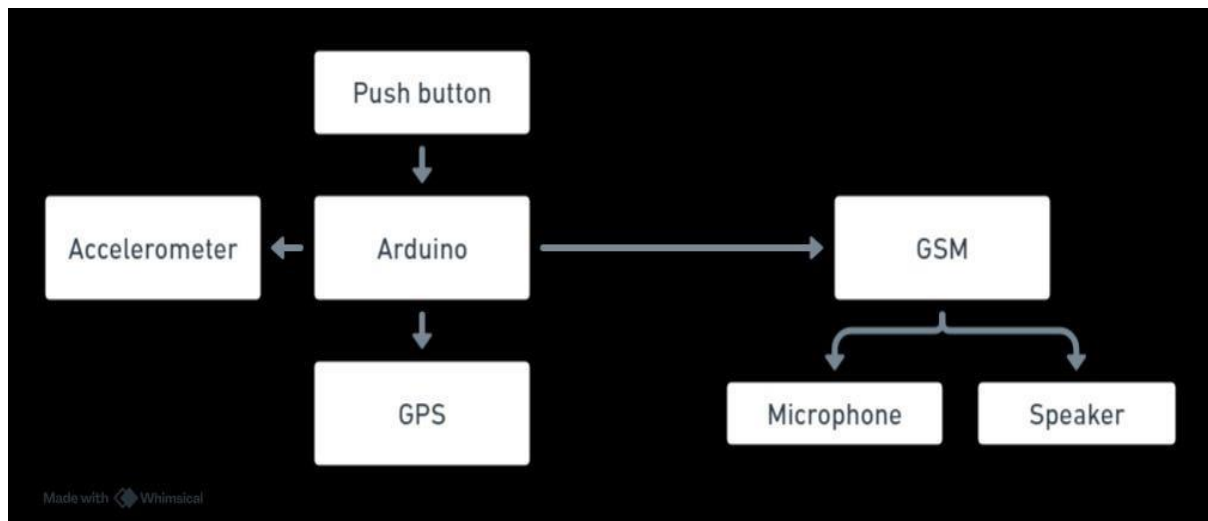 Push button
Accelerometer
Arduino
GSM
GPS
Microphone
Speaker
Made with Whimsical